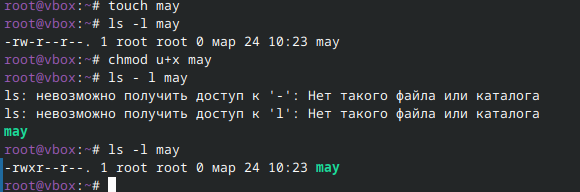 root@vbox:~# touch may
root@vbox:~# ls -l may
-rw-r--r--. 1 root root 0 мар 24 10:23 may
root@vbox:~# chmod u+x may
root@vbox:~# ls - l may
ls: невозможно получить доступ к '-': Нет такого файла или каталога
ls: невозможно получить доступ к 'l': Нет такого файла или каталога
may
root@vbox:~# ls -l may
-rwxr--r--. 1 root root 0 мар 24 10:23 may
root@vbox:~#